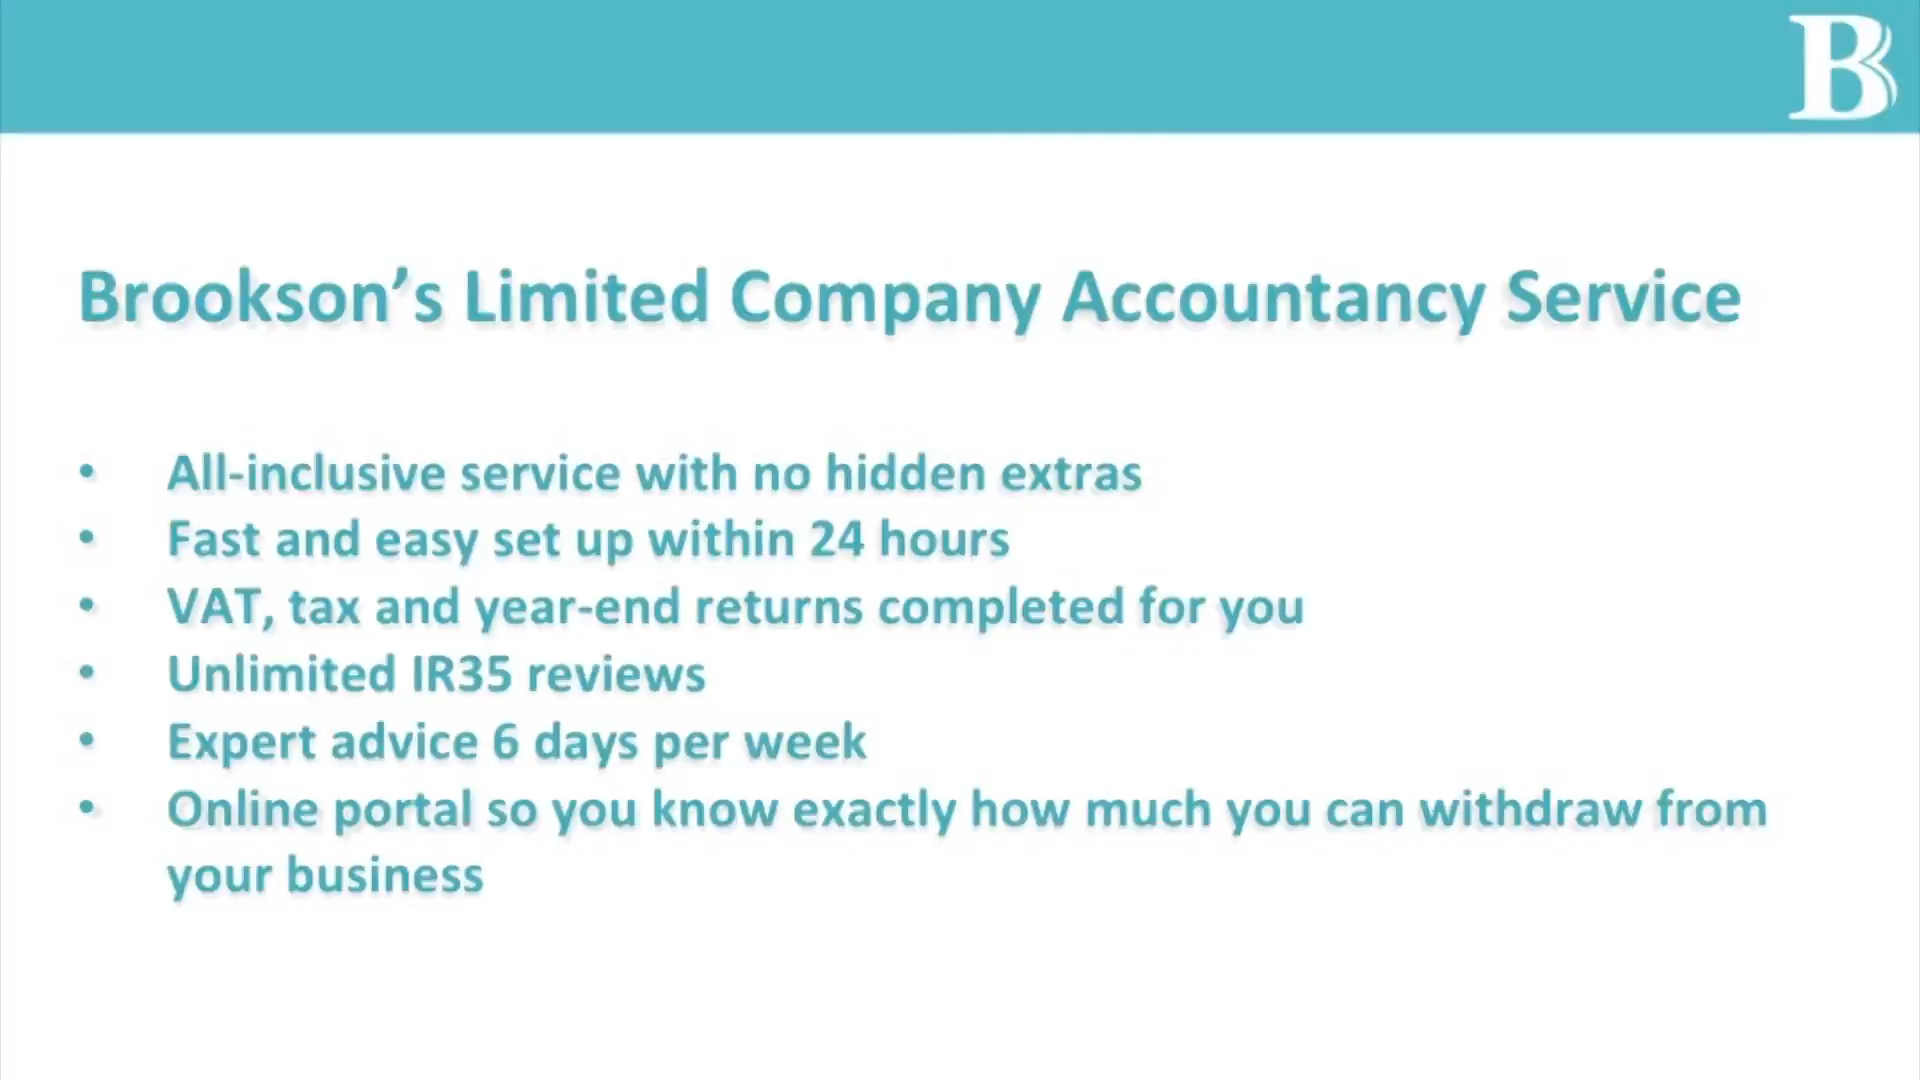 B
Brookson’s Limited Company Accountancy Service
• All-inclusive service with no hidden extras
• Fast and easy set up within 24 hours
• VAT, tax and year-end returns completed for you
• Unlimited IR35 reviews
• Expert advice 6 days per week
• Online portal so you know exactly how much you can withdraw from
your business